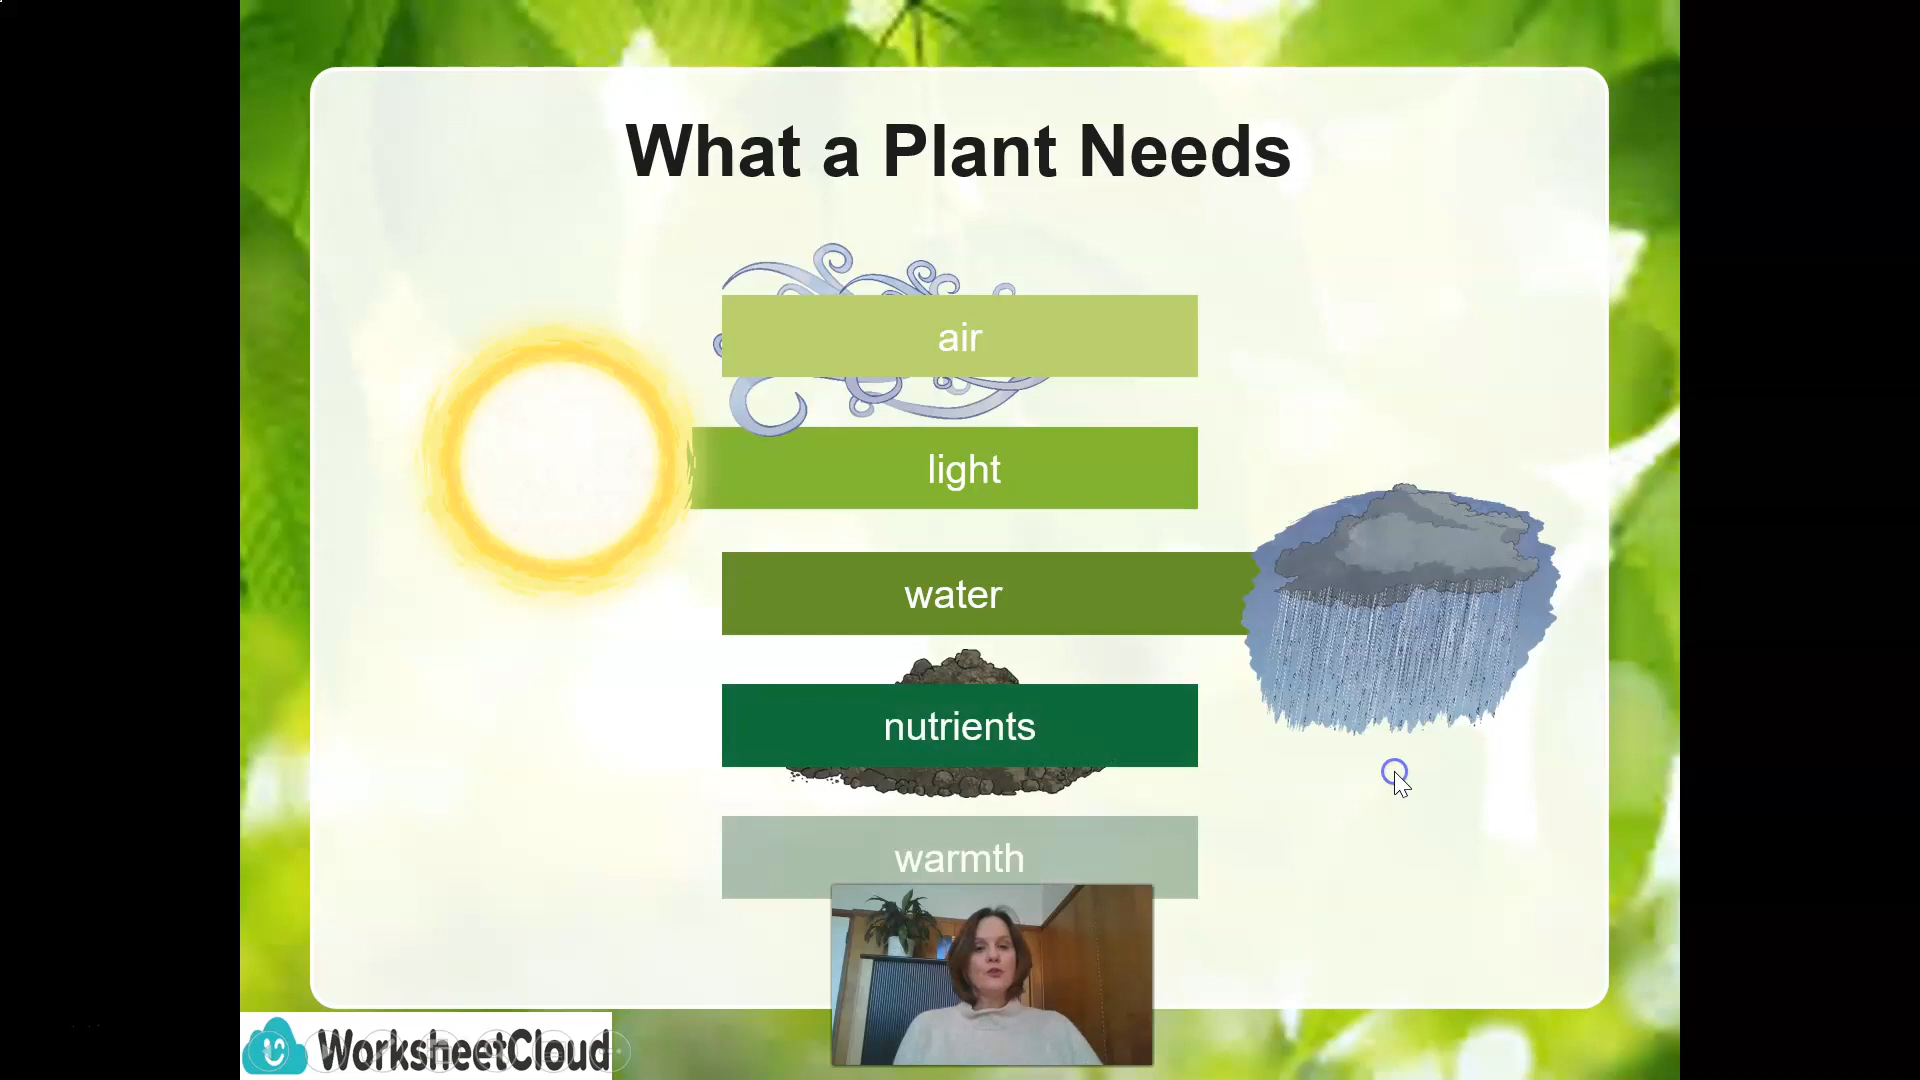 What a Plant Needs
air
light
water
nutrients
warmth
WorksheetCloud